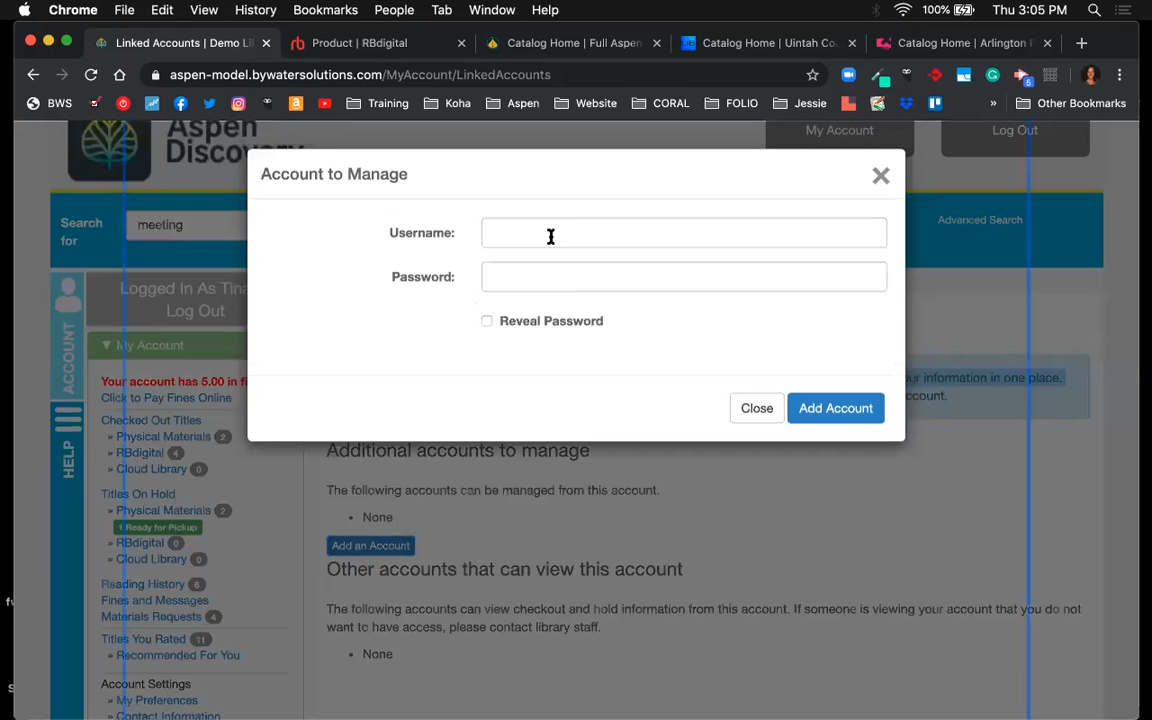 Chrome File Edit View History Bookmarks People Tab Window Help 100% Thu 3:05 PM
Linked Accounts | Demo Li Product | RBdigital Catalog Home | Full Aspen Catalog Home | Uintah Co Catalog Home | Arlington
aspen-model.bywatersolutions.com/MyAccount/LinkedAccounts 5
BWS Training Koha Aspen Website CORAL FOLIO Jessie » Other Bookmarks
Aspen
Discovery
My Account Log Out
Account to Manage
Search
for
meeting
Advanced Search
Username:
Password:
Reveal Password
Close Add Account
ACCOUNT
HELP
Logged In As Tina
Log Out
My Account
Your account has 5.00 in fi
Click to Pay Fines Online
Checked Out Titles
» Physical Materials 2
» RBdigital 4
» Cloud Library 0
Titles On Hold
» Physical Materials 2
1 Ready for Pickup
» RBdigital 0
» Cloud Library 0
Reading History 6
Fines and Messages
Materials Requests 4
Titles You Rated 11
» Recommended For You
Account Settings
» My Preferences
» Contact Information
ur information in one place.
count.
Additional accounts to manage
The following accounts can be managed from this account.
• None
Add an Account
Other accounts that can view this account
The following accounts can view checkout and hold information from this account. If someone is viewing your account that you do not
want to have access, please contact library staff.
• None